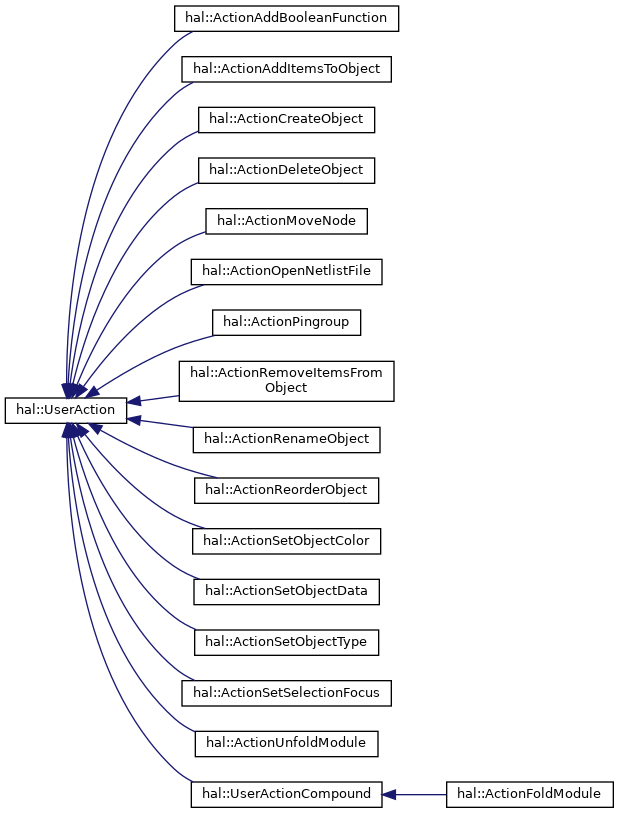 hal::ActionAddBooleanFunction
hal::ActionAddItemsToObject
hal::ActionCreateObject
hal::ActionDeleteObject
hal::ActionMoveNode
hal::ActionOpenNetlistFile
hal::ActionPingroup
hal::ActionRemoveItemsFrom
Object
hal::UserAction
hal::ActionRenameObject
hal::ActionReorderObject
hal::ActionSetObjectColor
hal::ActionSetObjectData
hal::ActionSetObjectType
hal::ActionSetSelectionFocus
hal::ActionUnfoldModule
hal::UserActionCompound
hal::ActionFoldModule